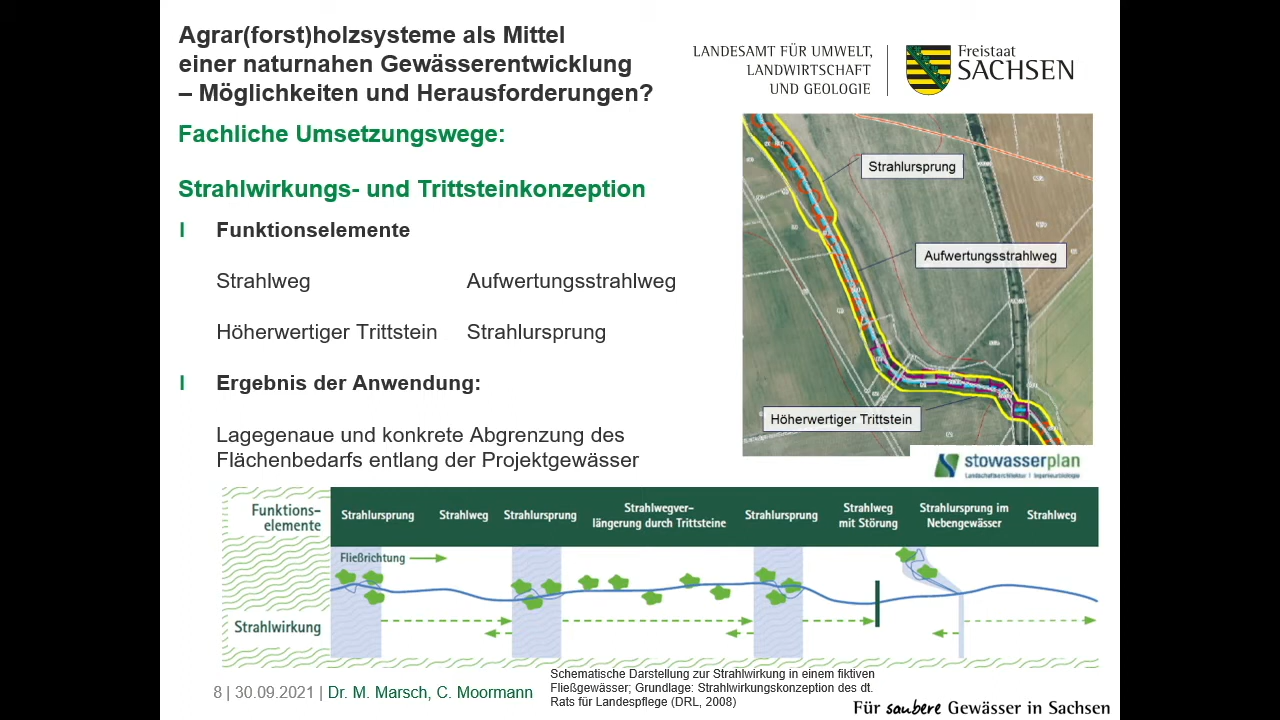 Agrar(forst)holzsysteme als Mittel
einer naturnahen Gewässerentwicklung
– Möglichkeiten und Herausforderungen?
LANDESAMT FÜR UMWELT,
LANDWIRTSCHAFT
UND GEOLOGIE
Freistaat
SACHSEN
Fachliche Umsetzungswege:
Strahlwirkungs- und Trittsteinkonzeption
Funktionselemente
Strahlweg
Aufwertungsstrahlweg
Höherwertiger Trittstein
Strahlursprung
Ergebnis der Anwendung:
Lagegenaue und konkrete Abgrenzung des
Flächenbedarfs entlang der Projektgewässer
Strahlursprung
Aufwertungsstrahlweg
Höherwertiger Trittstein
stowasserplan
Landschaftsarchitektur | Ingenieurbiologie
Funktions-
elemente
Strahlursprung
Strahlweg
Strahlursprung
Strahlwegver-
längerung durch Trittsteine
Strahlursprung
Strahlweg
mit Störung
Strahlursprung im
Nebengewässer
Strahlweg
Fließrichtung
Strahlwirkung
8 | 30.09.2021 | Dr. M. Marsch, C. Moormann
Schematische Darstellung zur Strahlwirkung in einem fiktiven
Fließgewässer; Grundlage: Strahlwirkungskonzeption des dt.
Rats für Landespflege (DRL, 2008)
Für saubere Gewässer in Sachsen